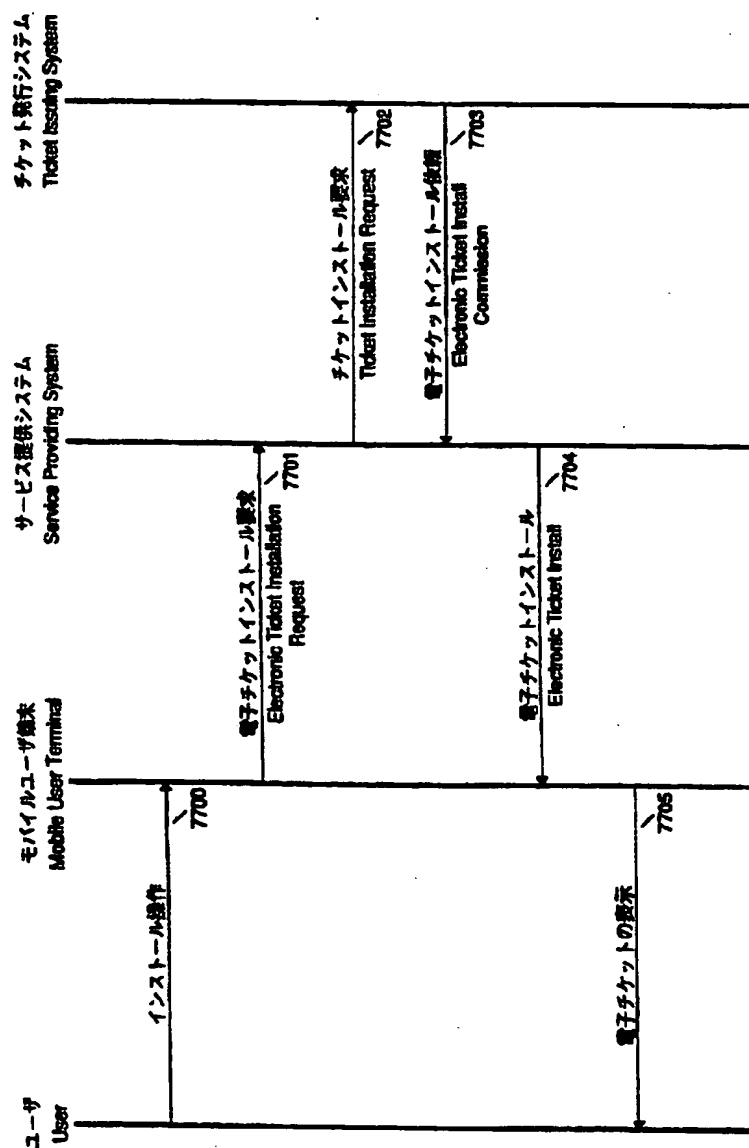 ユーザ
User
モバイルユーザ端末
Mobile User Terminal
サービス提供システム
Service Providing System
チケット発行システム
Ticket Issuing System
インストール操作
7700
電子チケットインストール要求
Electronic Ticket Installation
Request
7701
チケットインストール要求
Ticket Installation Request
7702
電子チケットインストール依頼
Electronic Ticket Install
Commission
7703
電子チケットインストール
Electronic Ticket Install
7704
電子チケットの表示
7705